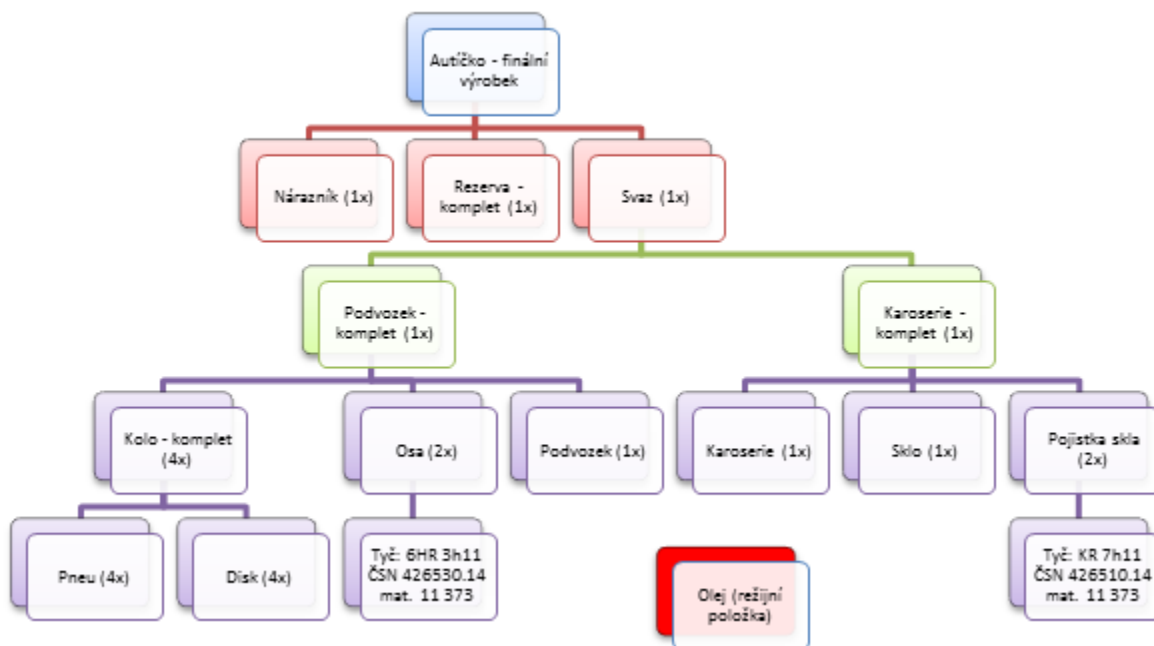 Autíčko - finální
výrobek
Nárazník (1x)
Rezerva -
komplet (1x)
Svaz (1x)
Podvozek -
komplet (1x)
Karoserie -
komplet (1x)
Kolo - komplet
(4x)
Osa (2x)
Podvozek (1x)
Karoserie (1x)
Sklo (1x)
Pojistka skla
(2x)
Pneu (4x)
Disk (4x)
Tyč: 6HR 3h11
ČSN 426530.14
mat. 11 373
Olej (režijní
položka)
Tyč: KR 7h11
ČSN 426510.14
mat. 11 373